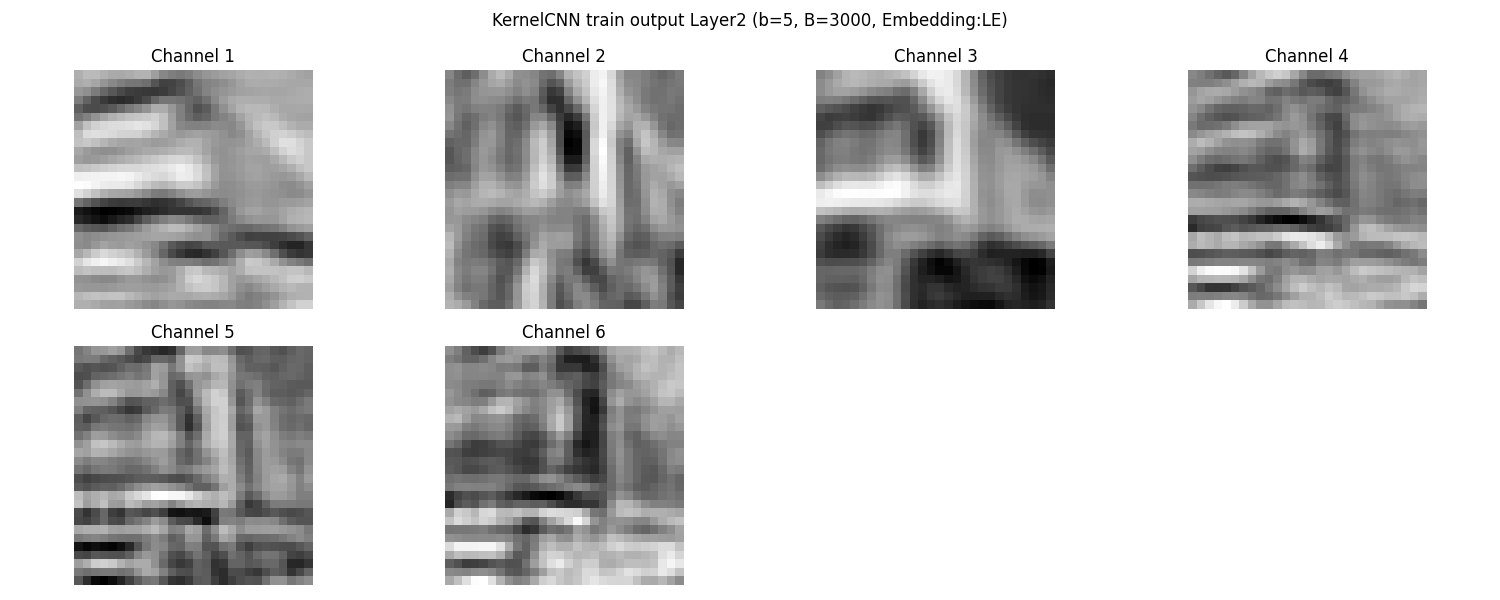 KernelCNN train output Layer2 (b=5, B=3000, Embedding:LE)
Channel 1
Channel 2
Channel 3
Channel 4
Channel 5
Channel 6